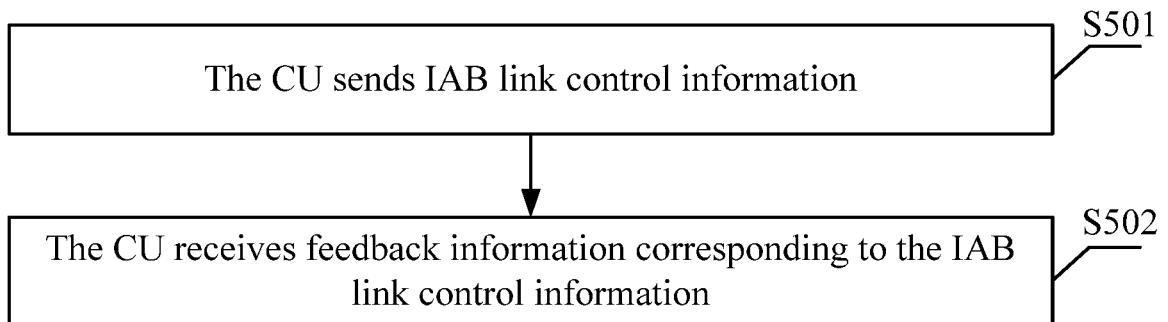 S501
The CU sends IAB link control information
S502
The CU receives feedback information corresponding to the IAB
link control information